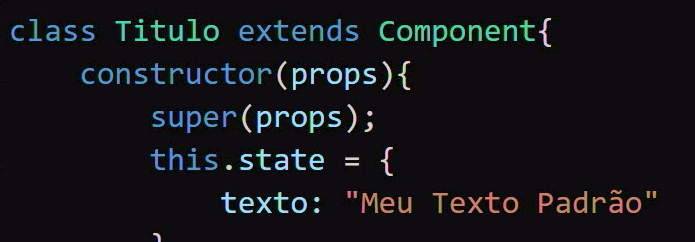 class Titulo extends Component{
constructor(props){
super(props);
this.state = {
texto: "Meu Texto Padrão"
}